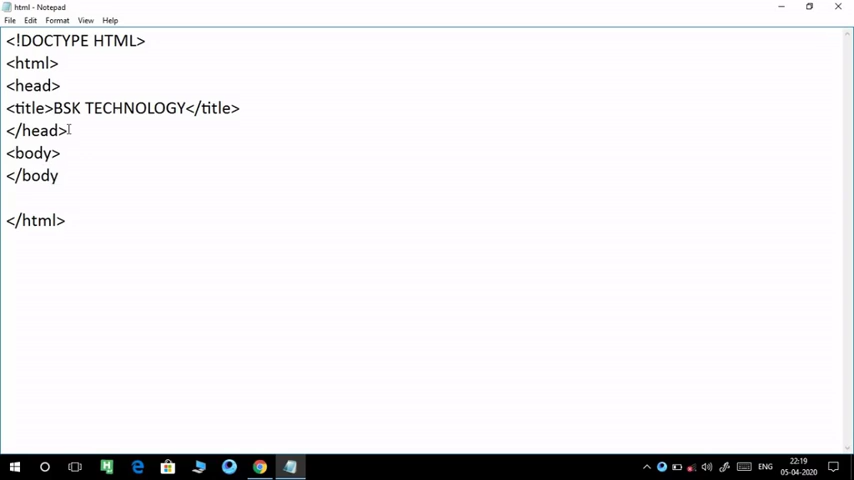 html - Notepad
File Edit Format View Help
<!DOCTYPE HTML>
<html>
<head>
<title>BSK TECHNOLOGY</title>
</head>
<body>
</body

</html>
ENG
22:19
05-04-2020